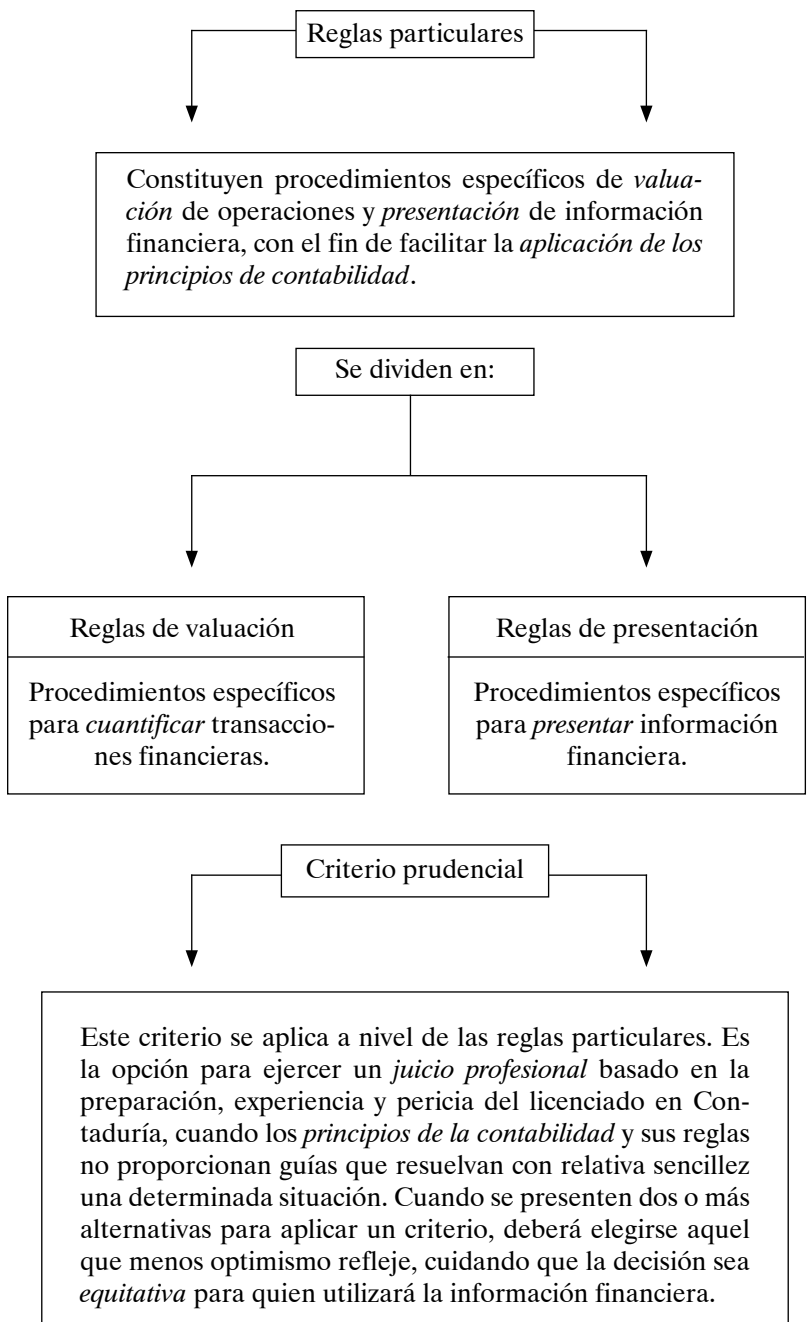 Reglas particulares
Constituyen procedimientos específicos de valua-
ción de operaciones y presentación de información
financiera, con el fin de facilitar la aplicación de los
principios de contabilidad.
Se dividen en:
Reglas de valuación
Procedimientos específicos
para cuantificar transaccio-
nes financieras.
Reglas de presentación
Procedimientos específicos
para presentar información
financiera.
Criterio prudencial
Este criterio se aplica a nivel de las reglas particulares. Es
la opción para ejercer un juicio profesional basado en la
preparación, experiencia y pericia del licenciado en Con-
taduría, cuando los principios de la contabilidad y sus reglas
no proporcionan guías que resuelvan con relativa sencillez
una determinada situación. Cuando se presenten dos o más
alternativas para aplicar un criterio, deberá elegirse aquel
que menos optimismo refleje, cuidando que la decisión sea
equitativa para quien utilizará la información financiera.